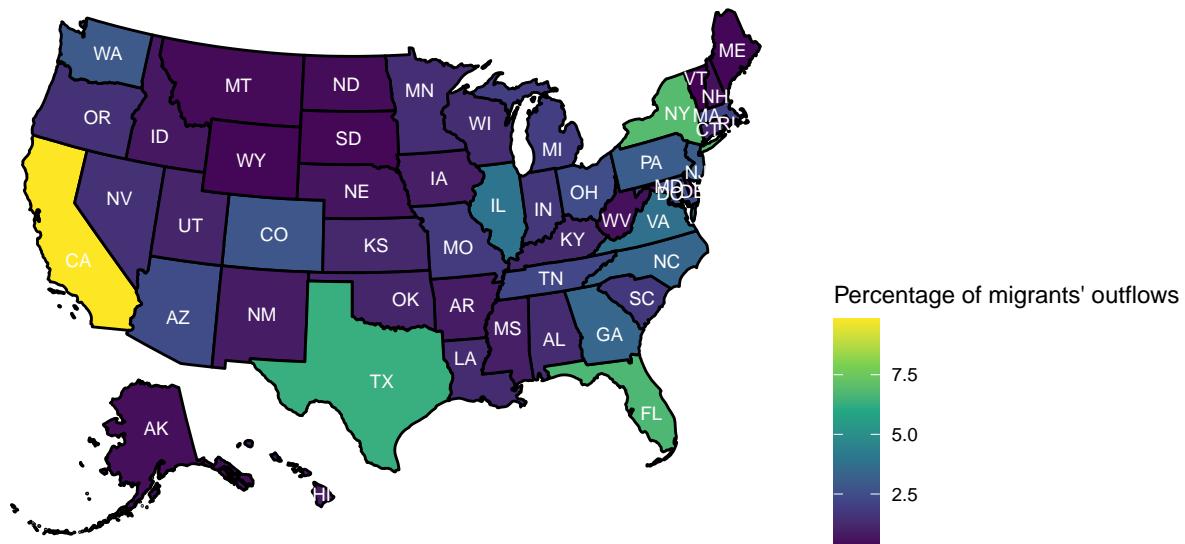 ME
WA
VT
MT
ND
MN
NH
OR
NY
MA
RI
WI
CT
ID
SD
MI
WY
PA
NJ
IA
NE
MD
OH
DC
DE
NV
IL
IN
UT
WV
VA
CO
KS
MO
KY
CA
NC
TN
OK
SC
AR
NM
AZ
MS
AL
GA
LA
TX
FL
AK
HI
Percentage of migrants' outflows
7.5
5.0
2.5